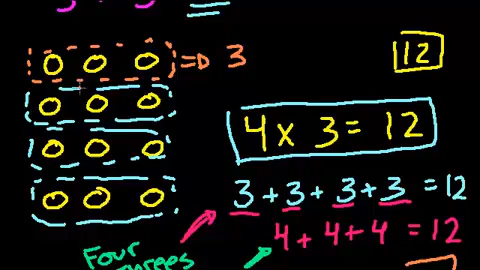 ⇒ 3
12
4 x 3 = 12
3 + 3 + 3 + 3 = 12
4 + 4 + 4 = 12
Four